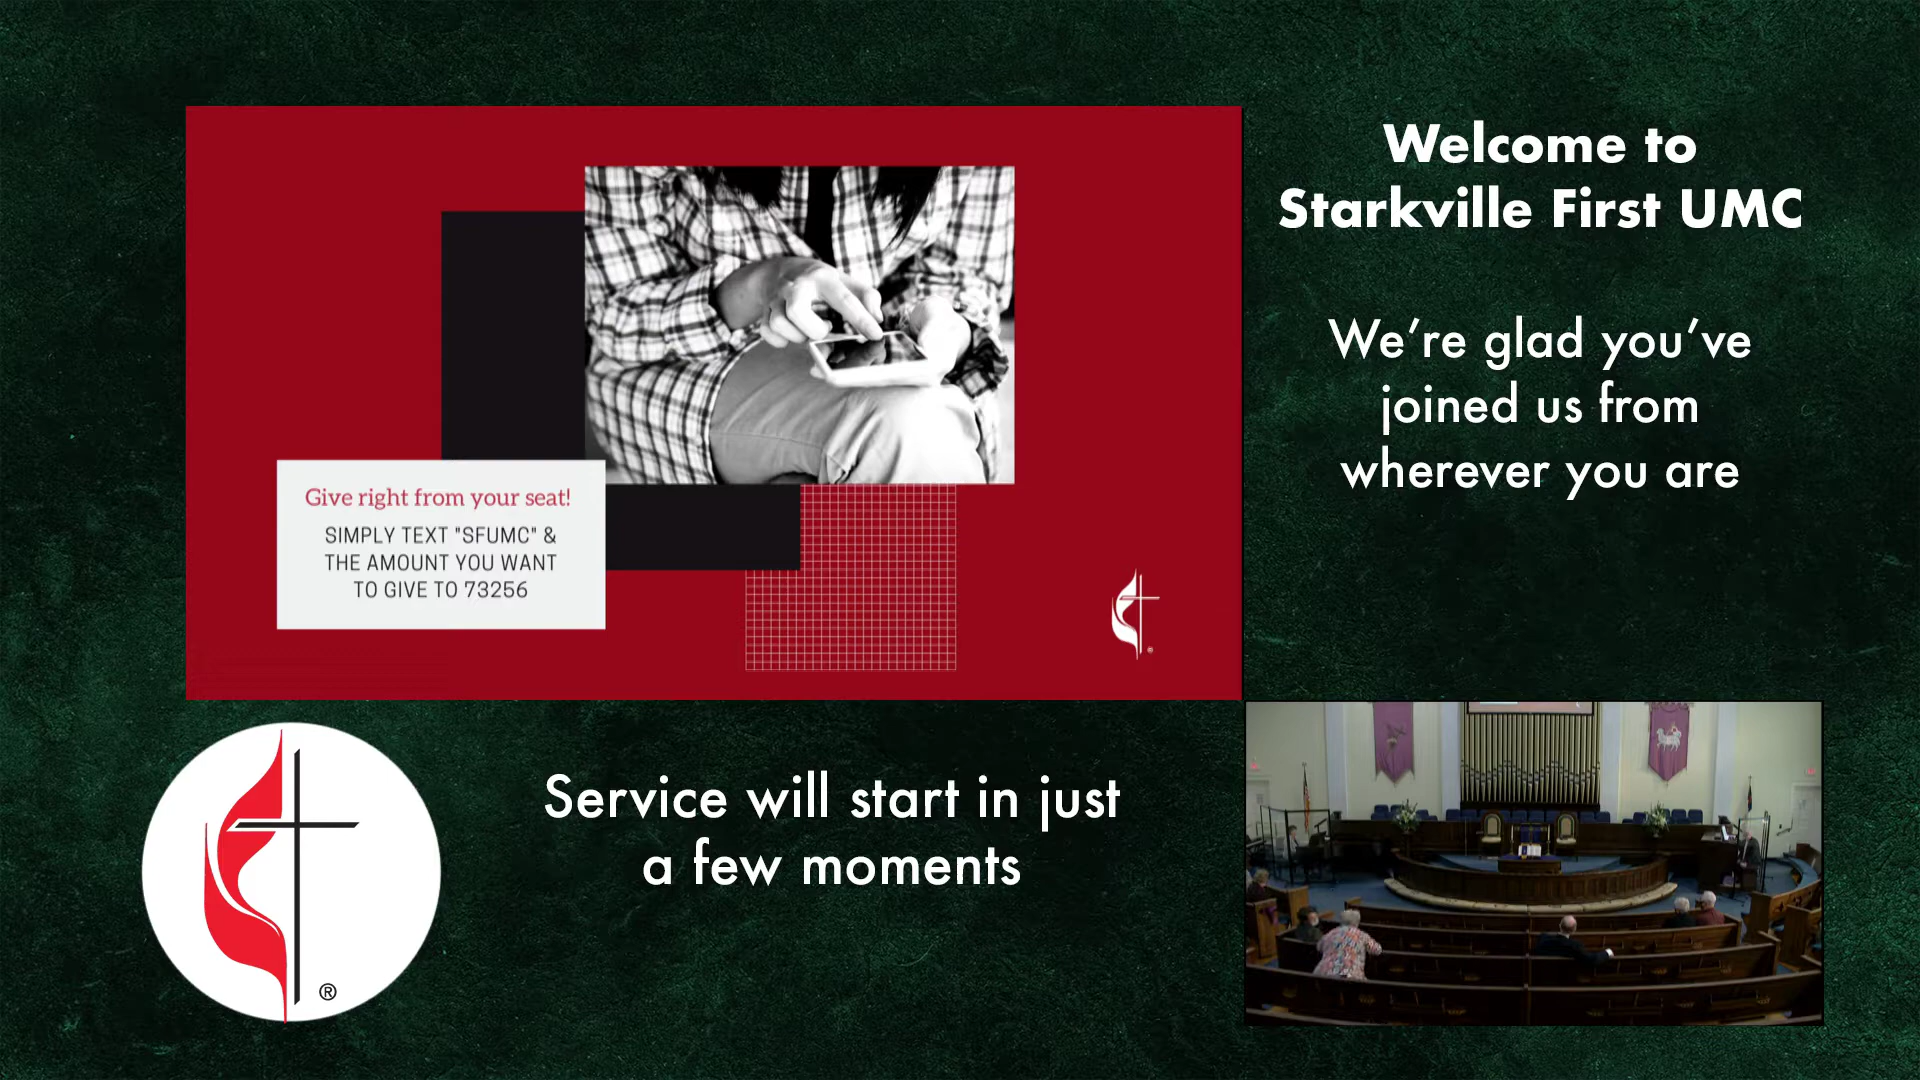 Welcome to
Starkville First UMC
We’re glad you’ve
joined us from
wherever you are
Give right from your seat!
SIMPLY TEXT "SFUMC" &
THE AMOUNT YOU WANT
TO GIVE TO 73256
®
Service will start in just
a few moments
®